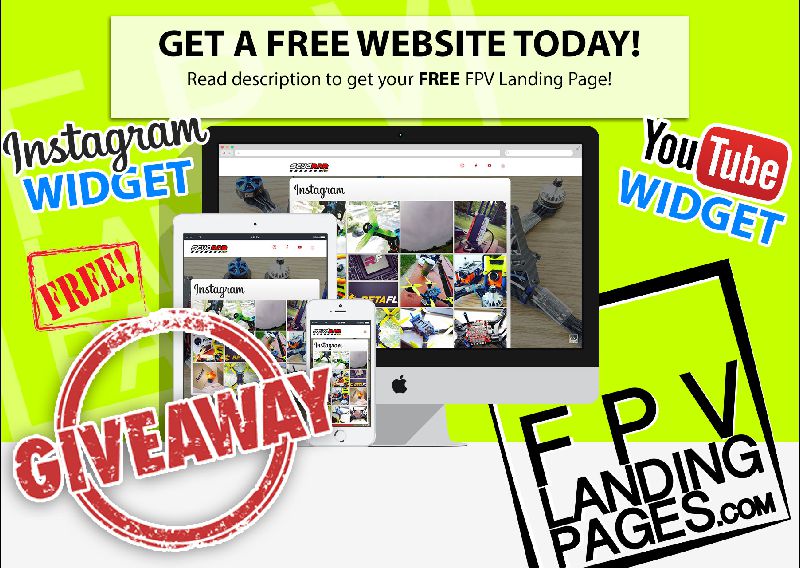 GET A FREE WEBSITE TODAY!
Read description to get your FREE FPV Landing Page!
FPV
Instagram
WIDGET
YouTube
WIDGET
FREE!
GIVEAWAY
Instagram
Instagram
Instagram
BETAFL
FPV
LANDING
PAGES.COM